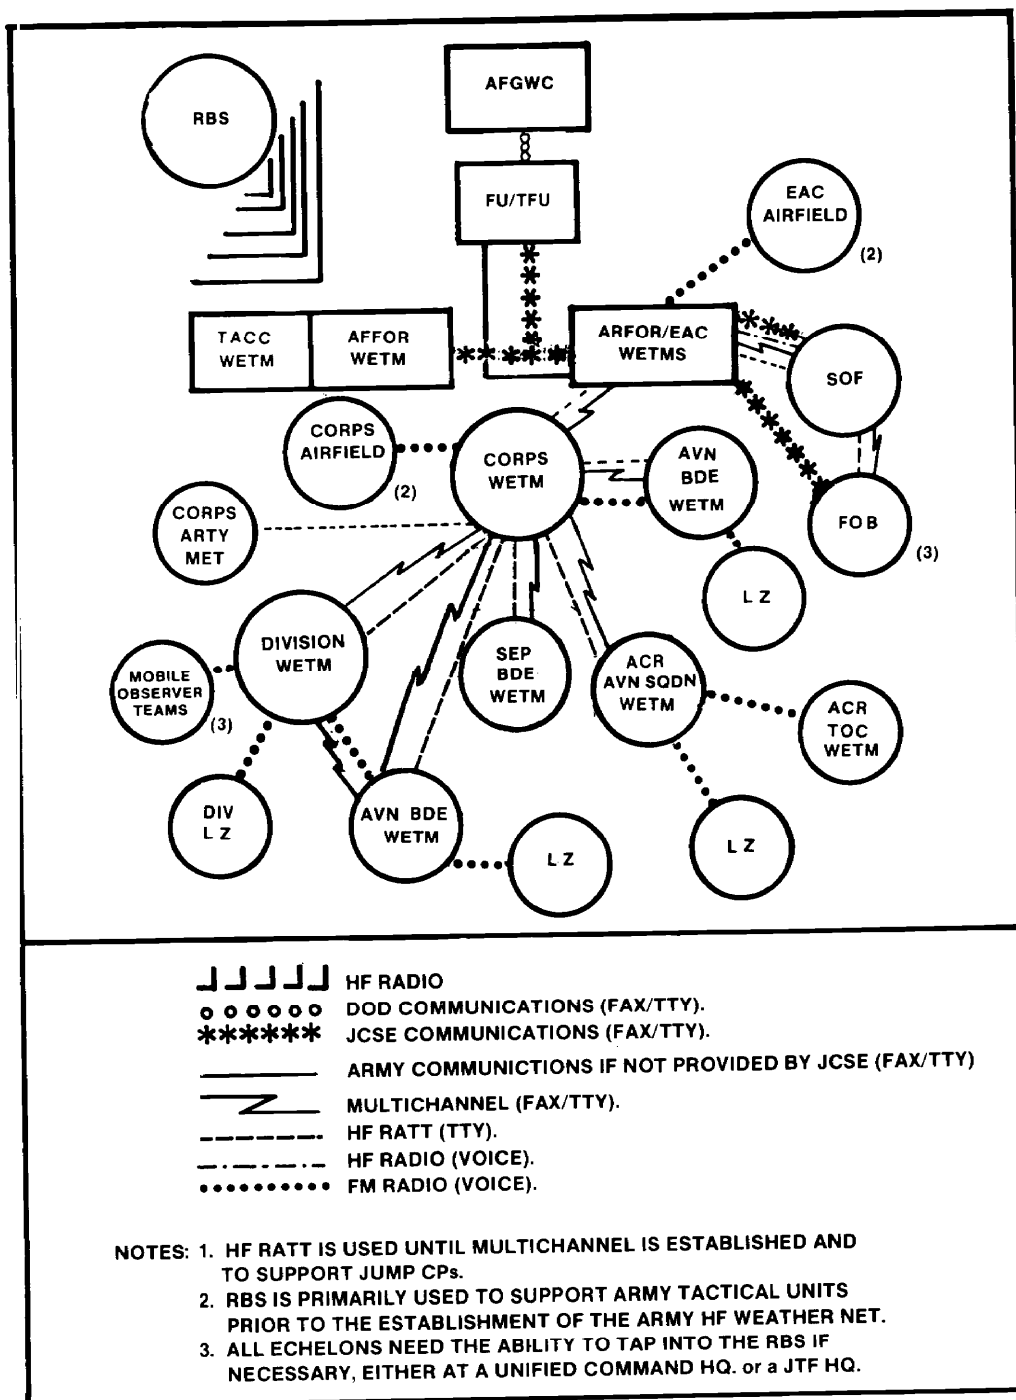 RBS
AFGWC
FU/TFU
EAC
AIRFIELD
(2)
TACC
WETM
AFFOR
WETM
ARFOR/EAC
WETMS
SOF
CORPS
AIRFIELD
(2)
CORPS
WETM
AVN
BDE
WETM
FOB
(3)
CORPS
ARTY
MET
LZ
DIVISION
WETM
SEP
BDE
WETM
ACR
AVN SQDN
WETM
MOBILE
OBSERVER
TEAMS
(3)
ACR
TOC
WETM
DIV
LZ
AVN BDE
WETM
LZ
LZ
HF RADIO
DOD COMMUNICATIONS (FAX/TTY).
JCSE COMMUNICATIONS (FAX/TTY).
ARMY COMMUNICTIONS IF NOT PROVIDED BY JCSE (FAX/TTY)
MULTICHANNEL (FAX/TTY).
HF RATT (TTY).
HF RADIO (VOICE).
FM RADIO (VOICE).
NOTES: 1. HF RATT IS USED UNTIL MULTICHANNEL IS ESTABLISHED AND
TO SUPPORT JUMP CPs.
2. RBS IS PRIMARILY USED TO SUPPORT ARMY TACTICAL UNITS
PRIOR TO THE ESTABLISHMENT OF THE ARMY HF WEATHER NET.
3. ALL ECHELONS NEED THE ABILITY TO TAP INTO THE RBS IF
NECESSARY, EITHER AT A UNIFIED COMMAND HQ. or a JTF HQ.